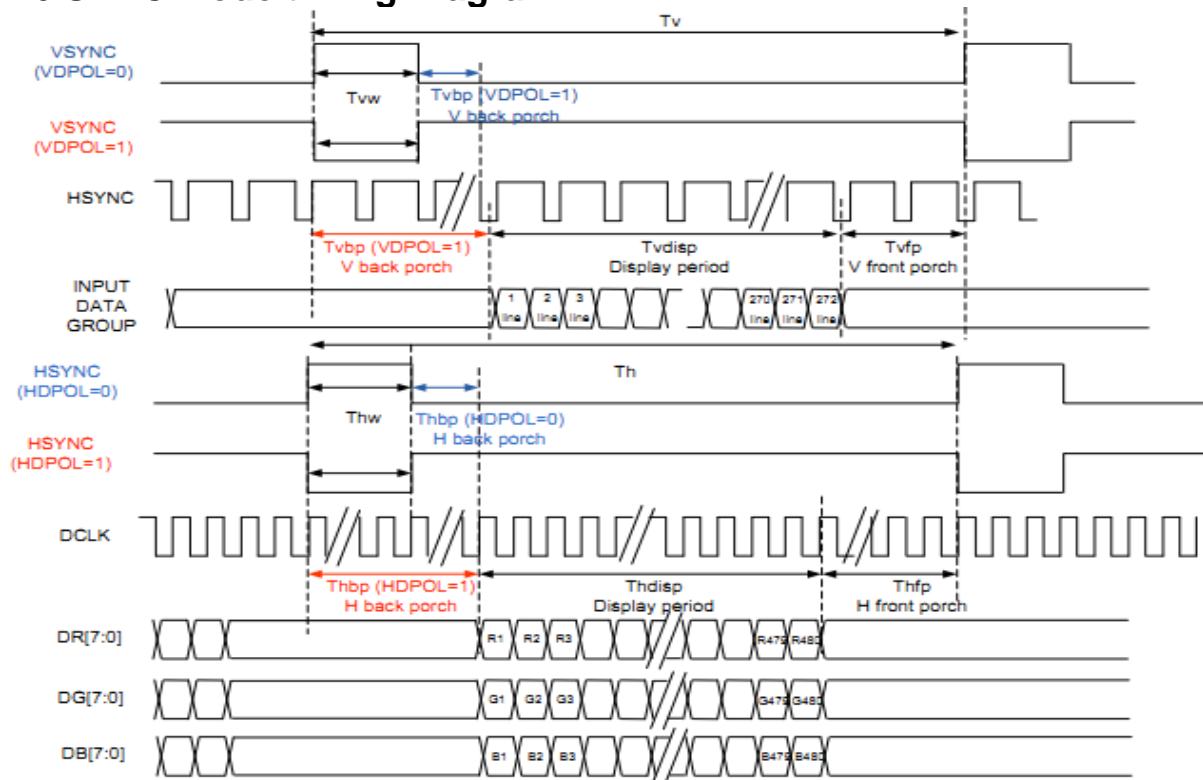 Tv
VSYNC
(VDPOL=0)
Tvw
Tvbp (VDPOL=1)
V back porch
VSYNC
(VDPOL=1)
HSYNC
Tvbp (VDPOL=1)
V back porch
Tvdisp
Display period
Tvfp
V front porch
INPUT
DATA
GROUP
1 line
2 line
3 line
270 line
271 line
272 line
HSYNC
(HDPOL=0)
Th
Thw
Thbp (HDPOL=0)
H back porch
HSYNC
(HDPOL=1)
DCLK
Thbp (HDPOL=1)
H back porch
Thdisp
Display period
Thfp
H front porch
DR[7:0]
R1 R2 R3 R479 R480
DG[7:0]
G1 G2 G3 G479 G480
DB[7:0]
B1 B2 B3 B479 B480